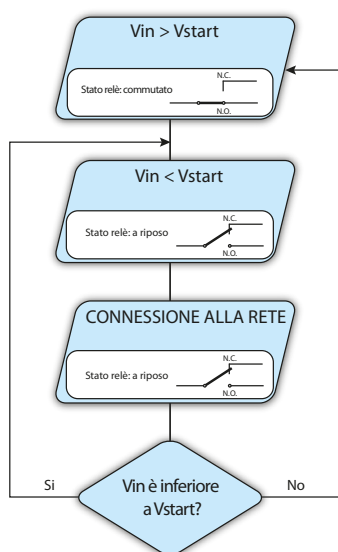 Vin > Vstart
N.C.
Stato relè: commutato
N.O.
Vin < Vstart
N.C.
Stato relè: a riposo
N.O.
CONNESSIONE ALLA RETE
N.C.
Stato relè: a riposo
N.O.
Si
Vin è inferiore
a Vstart?
No